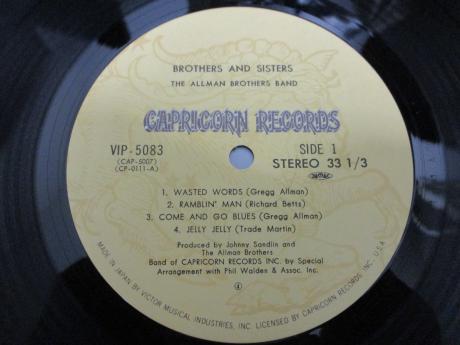 BROTHERS AND SISTERS
THE ALLMAN BROTHERS BAND
CAPRICORN RECORDS
VIP-5083
(CAP-5007)
(CP-0111-A)
SIDE 1
STEREO 33 1/3
1. WASTED WORDS (Gregg Allman)
2. RAMBLIN' MAN (Richard Betts)
3. COME AND GO BLUES (Gregg Allman)
4. JELLY JELLY (Trade Martin)
Produced by Johnny Sandlin and
The Allman Brothers
Band of CAPRICORN RECORDS INC. by Special
Arrangement with Phil Walden & Assoc. Inc.
4
MADE IN JAPAN BY VICTOR MUSICAL INDUSTRIES, INC. LICENSED BY CAPRICORN RECORDS, INC. U.S.A.